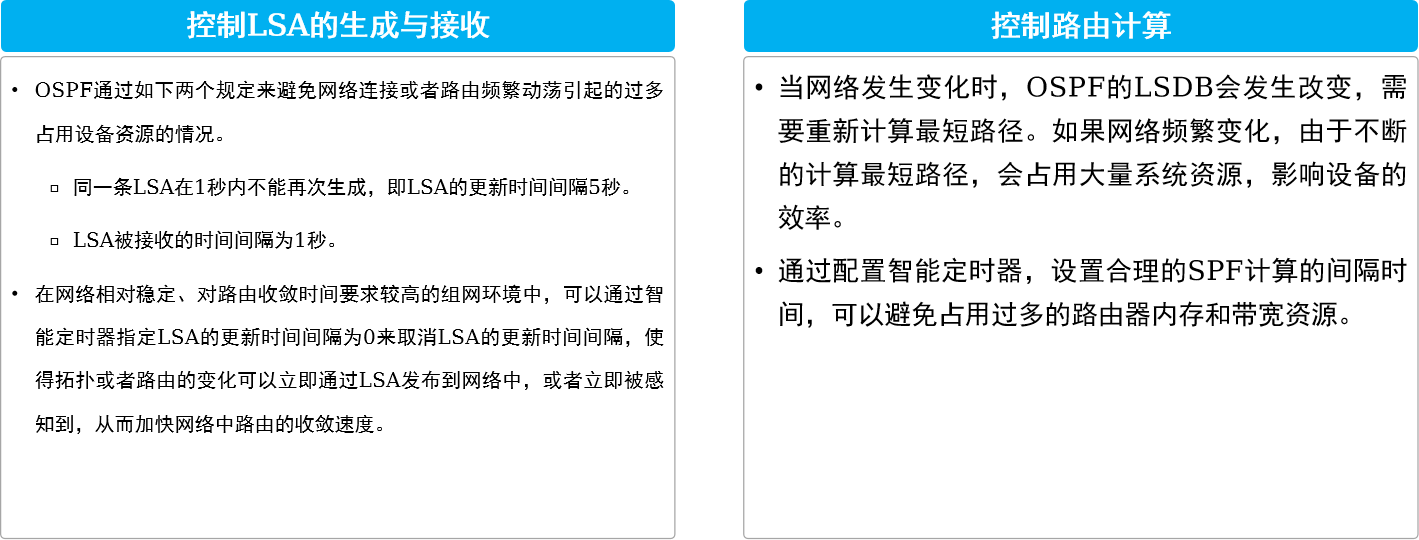 控制LSA的生成与接收
• OSPF通过如下两个规定来避免网络连接或者路由频繁动荡引起的过多
占用设备资源的情况。
▫ 同一条LSA在1秒内不能再次生成，即LSA的更新时间间隔5秒。
▫ LSA被接收的时间间隔为1秒。
• 在网络相对稳定、对路由收敛时间要求较高的组网环境中，可以通过智
能定时器指定LSA的更新时间间隔为0来取消LSA的更新时间间隔，使
得拓扑或者路由的变化可以立即通过LSA发布到网络中，或者立即被感
知到，从而加快网络中路由的收敛速度。
控制路由计算
• 当网络发生变化时，OSPF的LSDB会发生改变，需
要重新计算最短路径。如果网络频繁变化，由于不断
的计算最短路径，会占用大量系统资源，影响设备的
效率。
• 通过配置智能定时器，设置合理的SPF计算的间隔时
间，可以避免占用过多的路由器内存和带宽资源。